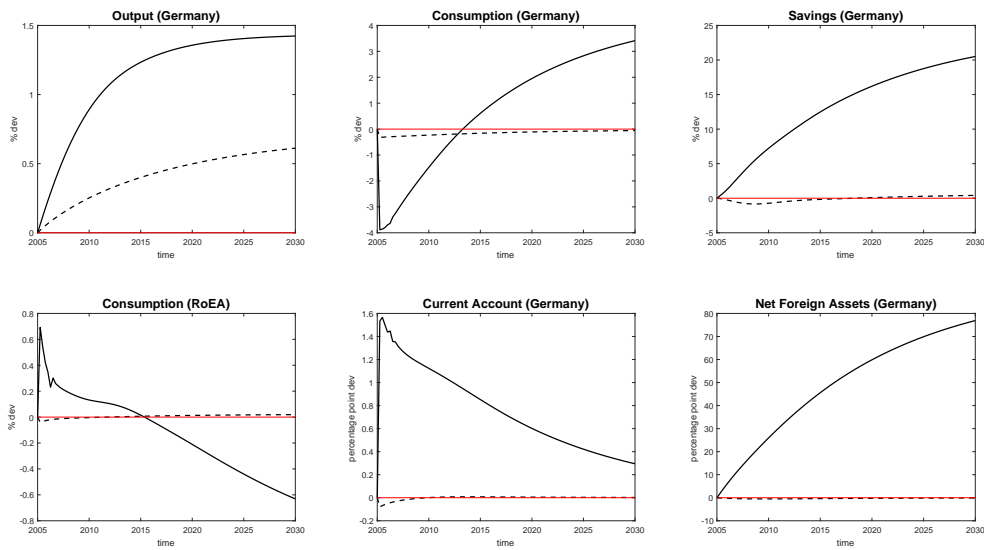 Output (Germany)
1.5
1
0.5
0
% dev
2005 2010 2015 2020 2025 2030
time
Consumption (Germany)
4
3
2
1
0
-1
-2
-3
-4
% dev
2005 2010 2015 2020 2025 2030
time
Savings (Germany)
25
20
15
10
5
0
-5
% dev
2005 2010 2015 2020 2025 2030
time
Consumption (RoEA)
0.8
0.6
0.4
0.2
0
-0.2
-0.4
-0.6
-0.8
% dev
2005 2010 2015 2020 2025 2030
time
Current Account (Germany)
1.6
1.4
1.2
1
0.8
0.6
0.4
0.2
0
-0.2
percentage point dev
2005 2010 2015 2020 2025 2030
time
Net Foreign Assets (Germany)
80
70
60
50
40
30
20
10
0
-10
percentage point dev
2005 2010 2015 2020 2025 2030
time